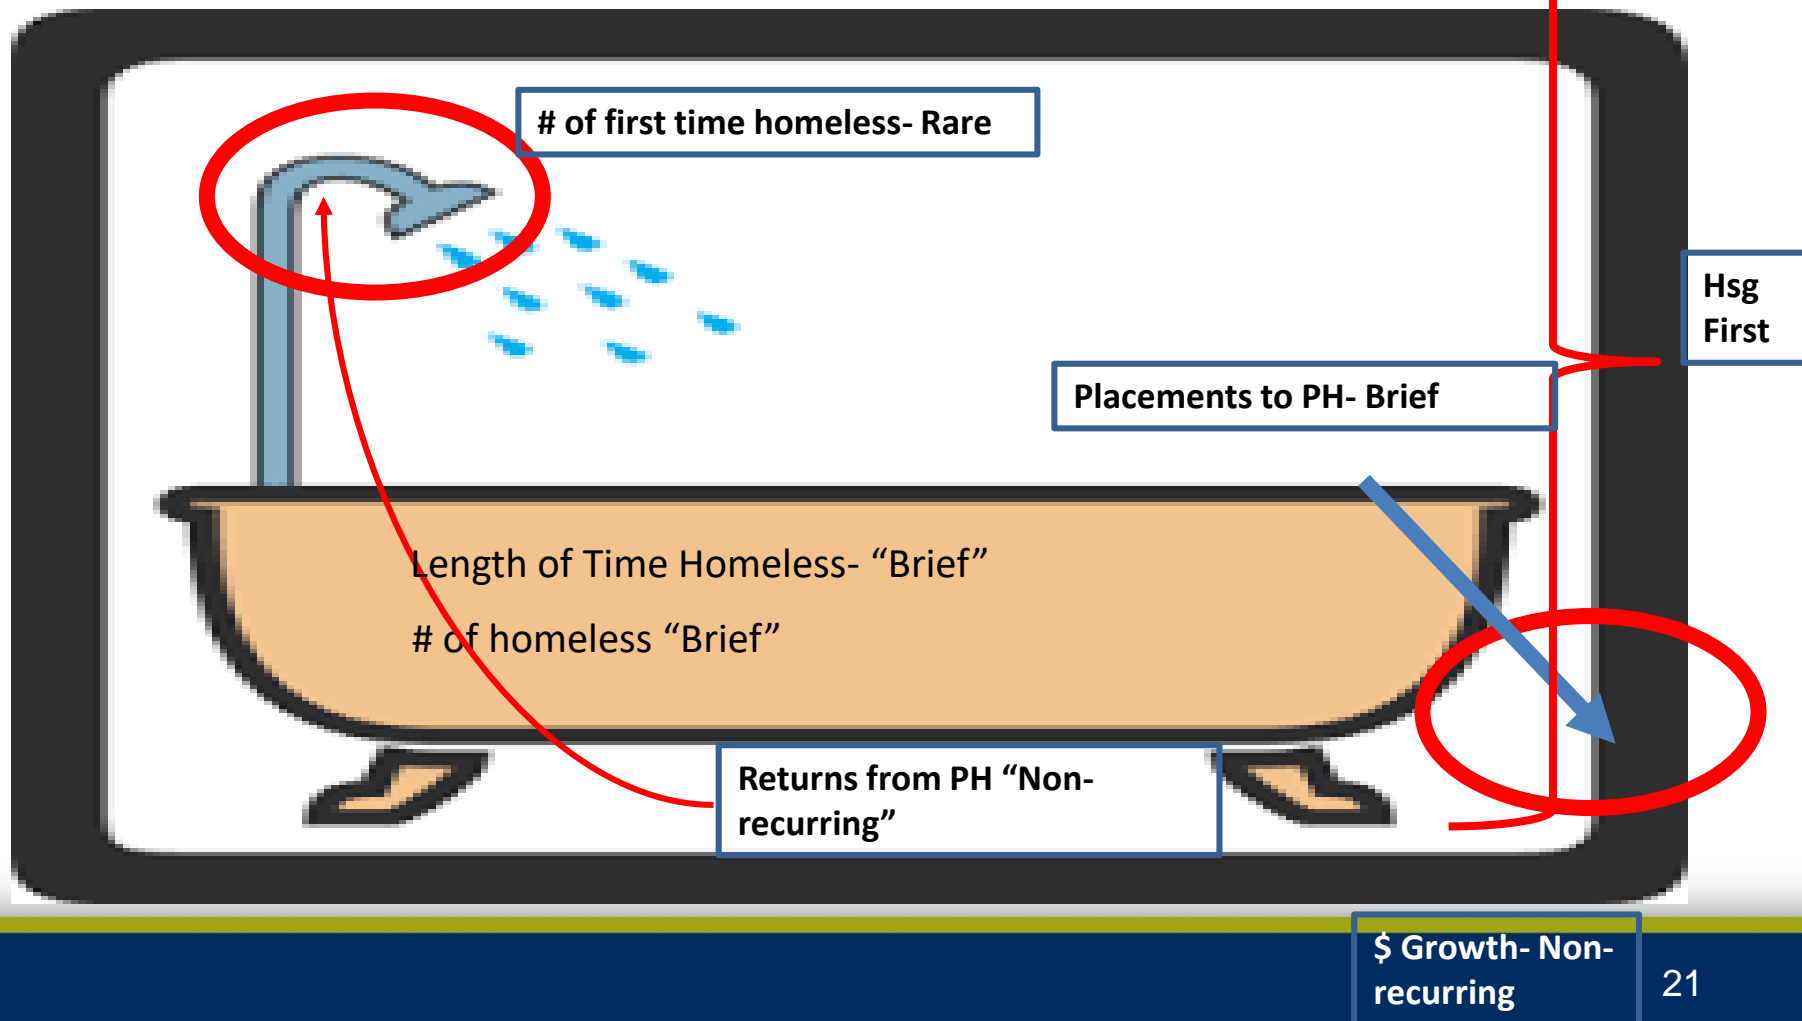 # of first time homeless- Rare
Hsg
First
Placements to PH- Brief
Length of Time Homeless- “Brief”
# of homeless “Brief”
Returns from PH “Non-
recurring”
$ Growth- Non-
recurring
21